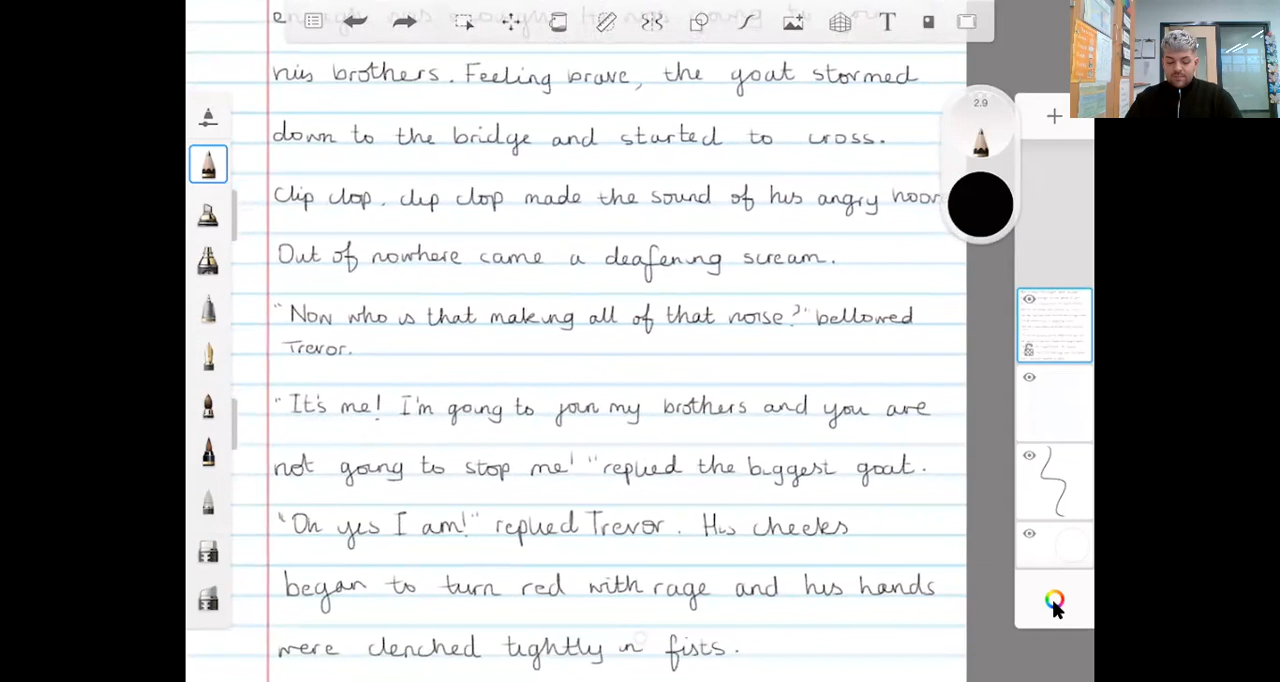 his brothers. Feeling brave, the goat stormed
2.9
down to the bridge and started to cross.
Clip clop, clip clop made the sound of his angry
Out of nowhere came a deafening scream.
"Now who is that making all of that noise?" bellowed
Trevor.
"It's me! I'm going to join my brothers and you are
not going to stop me!" replied the biggest goat.
"Oh yes I am!" replied Trevor. His cheeks
began to turn red with rage and his hands
were clenched tightly in fists.